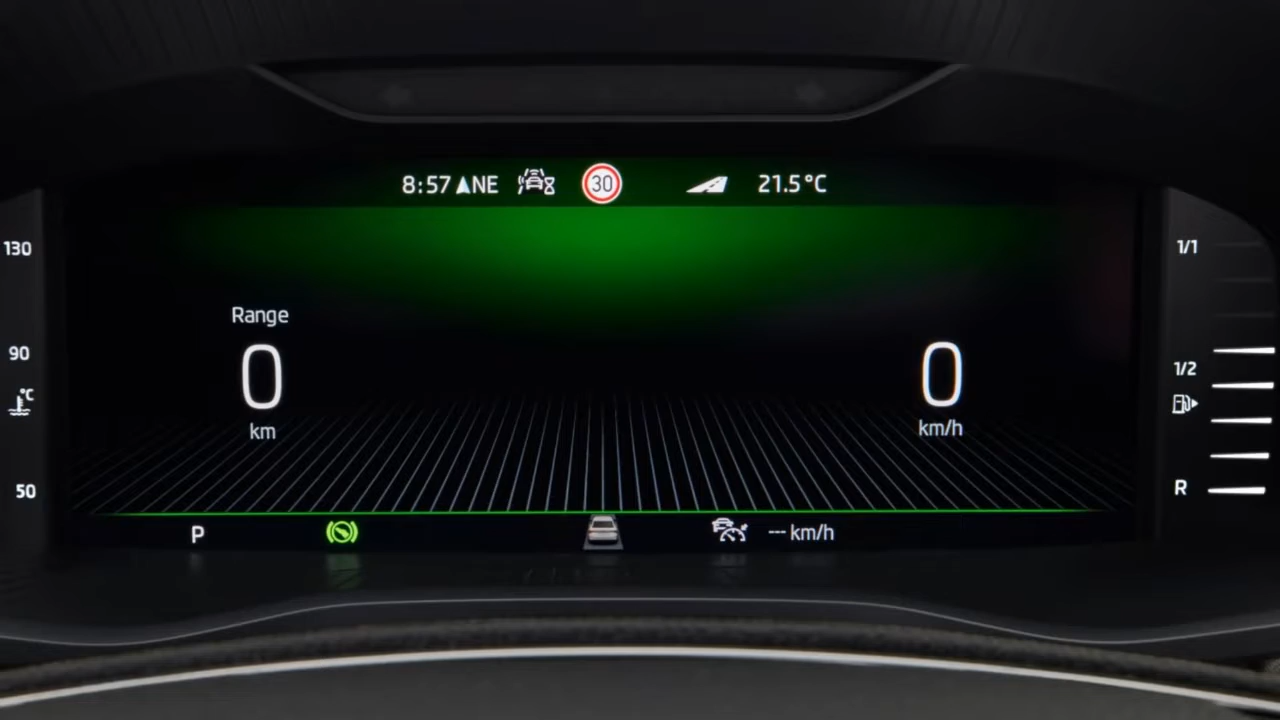 8:57 NE 30 21.5°C
130
90
°C
50
Range
0
km
0
km/h
1/1
1/2
R
P
--- km/h